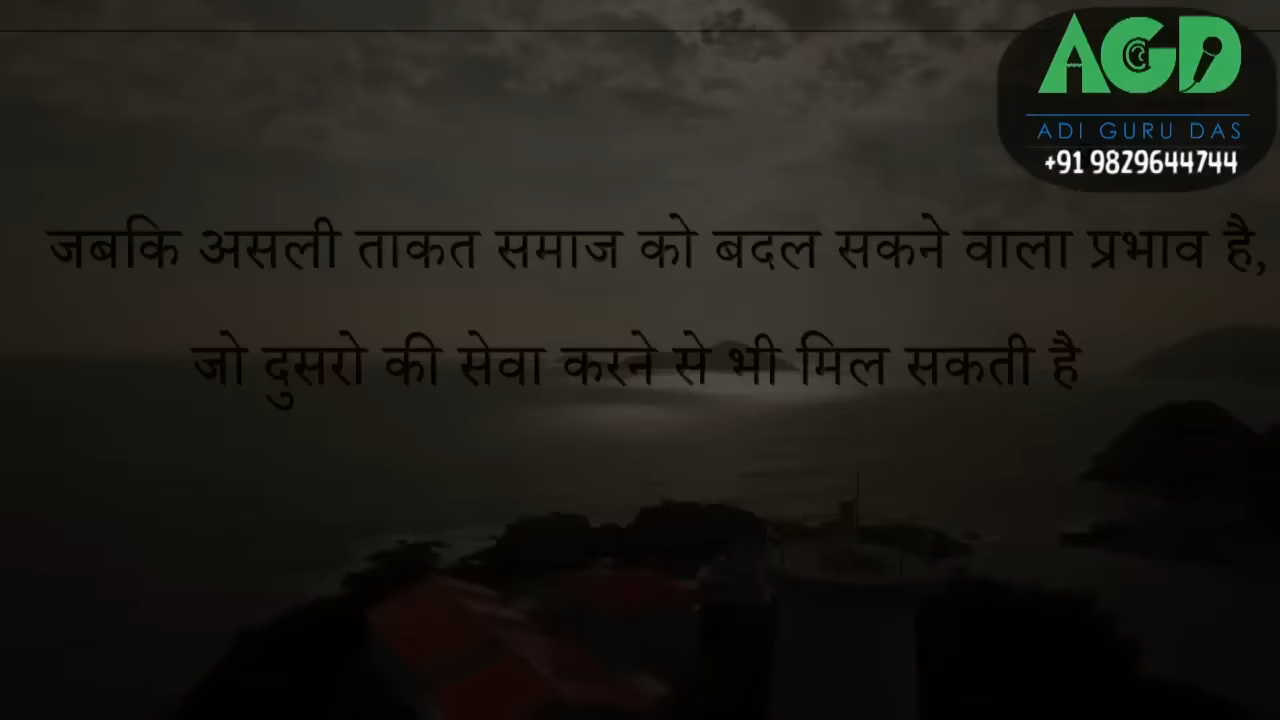 AGD
ADI GURU DAS
+91 9829644744
जबकि असली ताकत समाज को बदल सकने वाला प्रभाव है,
जो दुसरो की सेवा करने से भी मिल सकती है